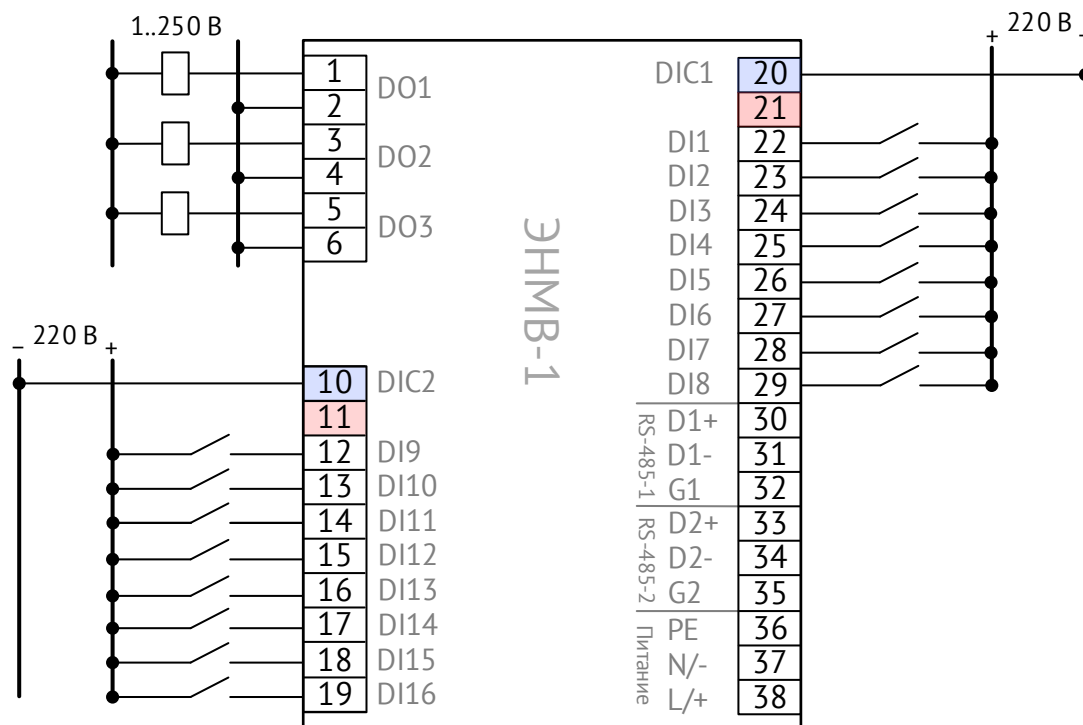 1..250 В
1
DO1
2
3
DO2
4
5
DO3
6
- 220 В +
10 DIC2
11
12 DI9
13 DI10
14 DI11
15 DI12
16 DI13
17 DI14
18 DI15
19 DI16
ЭНМВ-1
+ 220 В -
DIC1 20
21
DI1 22
DI2 23
DI3 24
DI4 25
DI5 26
DI6 27
DI7 28
DI8 29
RS-485-1
D1+ 30
D1- 31
G1 32
RS-485-2
D2+ 33
D2- 34
G2 35
Питание
PE 36
N/- 37
L/+ 38